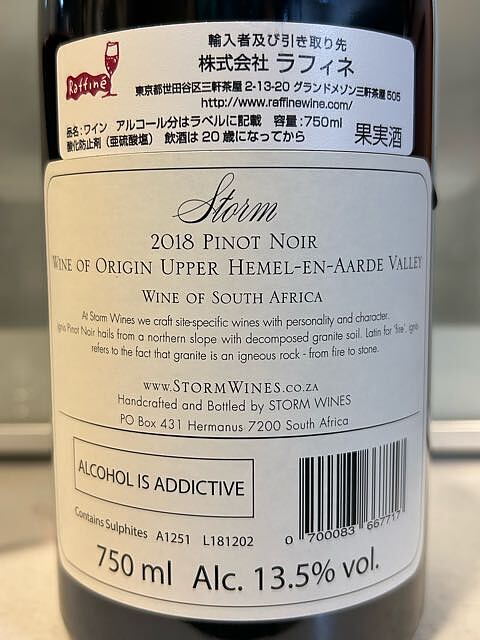 Raffiné
輸入者及び引き取り先
株式会社 ラフィネ
東京都世田谷区三軒茶屋 2-13-20 グランドメゾン三軒茶屋 505
http://www.raffinewine.com/
品名:ワイン アルコール分はラベルに記載 容量:750ml
酸化防止剤(亜硫酸塩) 飲酒は20歳になってから 果実酒
Storm
2018 PINOT NOIR
WINE OF ORIGIN UPPER HEMEL-EN-AARDE VALLEY
WINE OF SOUTH AFRICA
At Storm Wines we craft site-specific wines with personality and character.
Ignis Pinot Noir hails from a northern slope with decomposed granite soil. Latin for 'fire', ignis
refers to the fact that granite is an igneous rock - from fire to stone.
WWW.STORMWINES.CO.ZA
Handcrafted and Bottled by STORM WINES
PO Box 431 Hermanus 7200 South Africa
ALCOHOL IS ADDICTIVE
Contains Sulphites A1251 L181202
0 700083 667717
750 ml Alc. 13.5% vol.